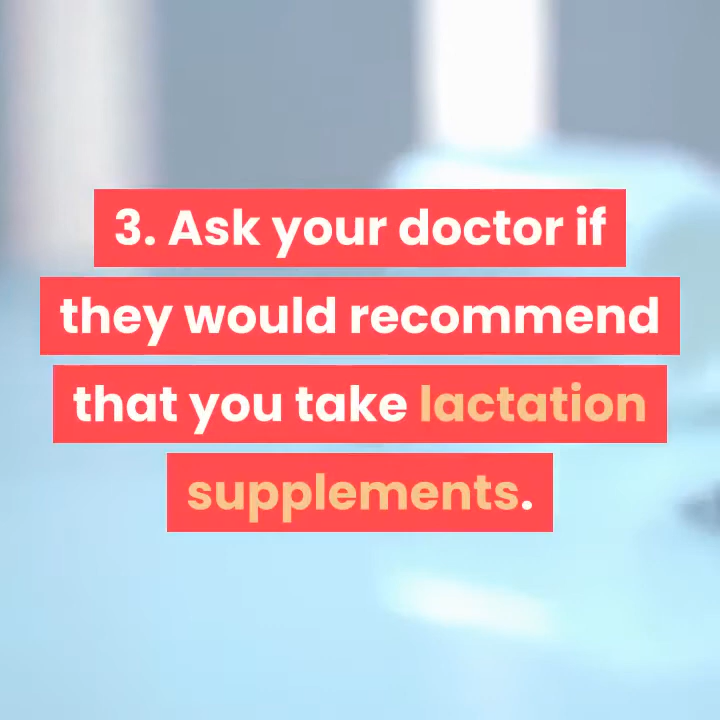 3. Ask your doctor if
they would recommend
that you take lactation
supplements.